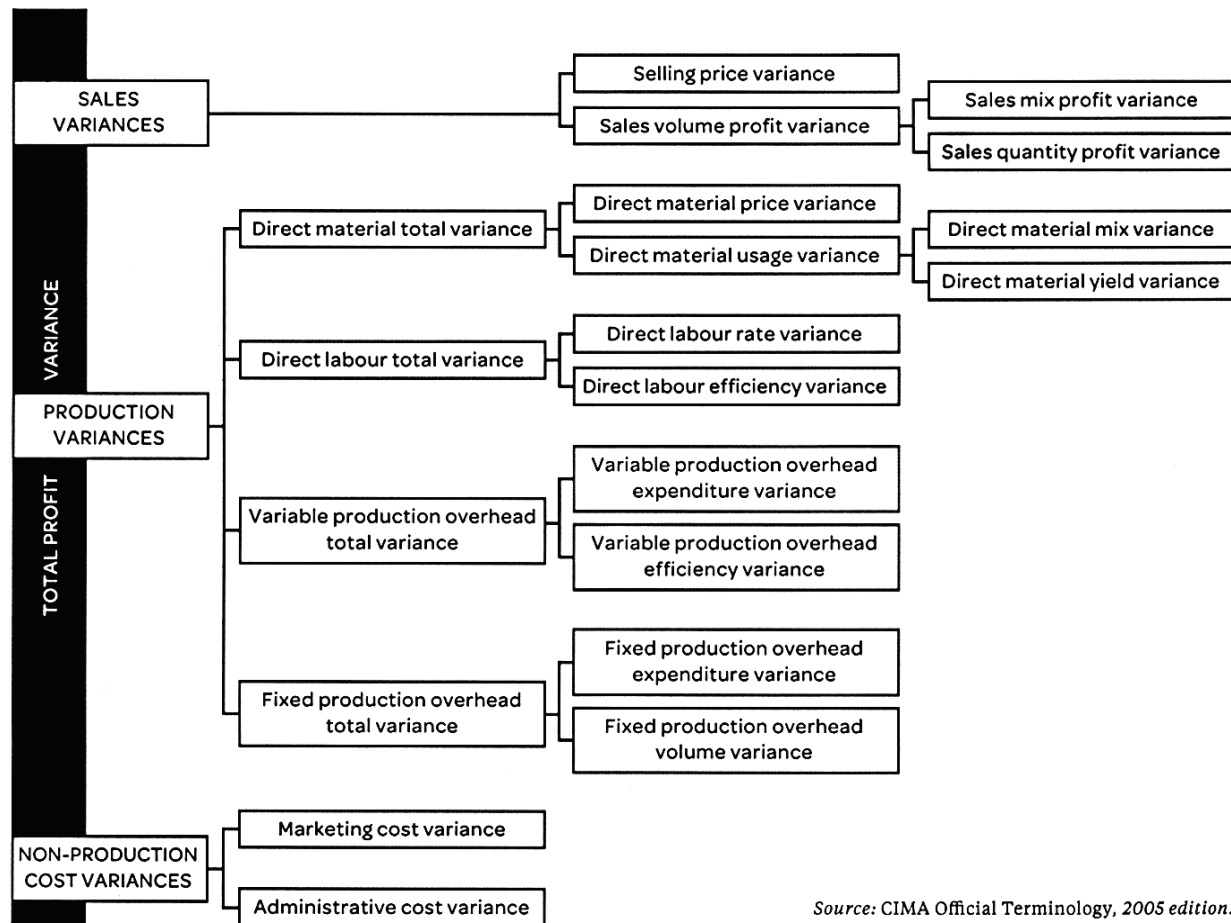 TOTAL PROFIT VARIANCE
SALES
VARIANCES
Selling price variance
Sales volume profit variance
Sales mix profit variance
Sales quantity profit variance
PRODUCTION
VARIANCES
Direct material total variance
Direct material price variance
Direct material usage variance
Direct material mix variance
Direct material yield variance
Direct labour total variance
Direct labour rate variance
Direct labour efficiency variance
Variable production overhead
total variance
Variable production overhead
expenditure variance
Variable production overhead
efficiency variance
Fixed production overhead
total variance
Fixed production overhead
expenditure variance
Fixed production overhead
volume variance
NON-PRODUCTION
COST VARIANCES
Marketing cost variance
Administrative cost variance
Source: CIMA Official Terminology, 2005 edition.